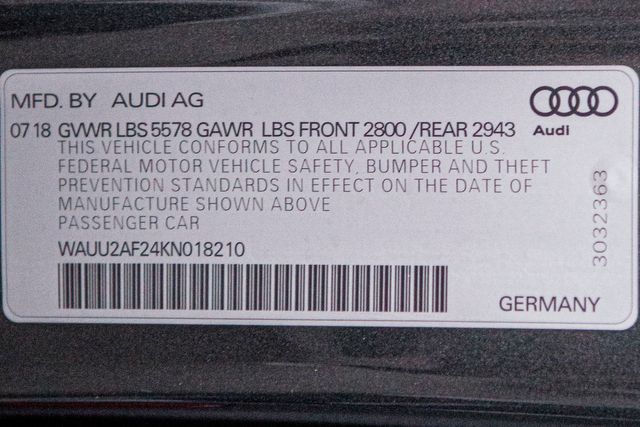 MFD. BY AUDI AG
07 18 GVWR LBS 5578 GAWR LBS FRONT 2800 /REAR 2943
Audi
THIS VEHICLE CONFORMS TO ALL APPLICABLE U.S.
FEDERAL MOTOR VEHICLE SAFETY, BUMPER AND THEFT
PREVENTION STANDARDS IN EFFECT ON THE DATE OF
MANUFACTURE SHOWN ABOVE
PASSENGER CAR
WAUU2AF24KN018210
3032363
GERMANY